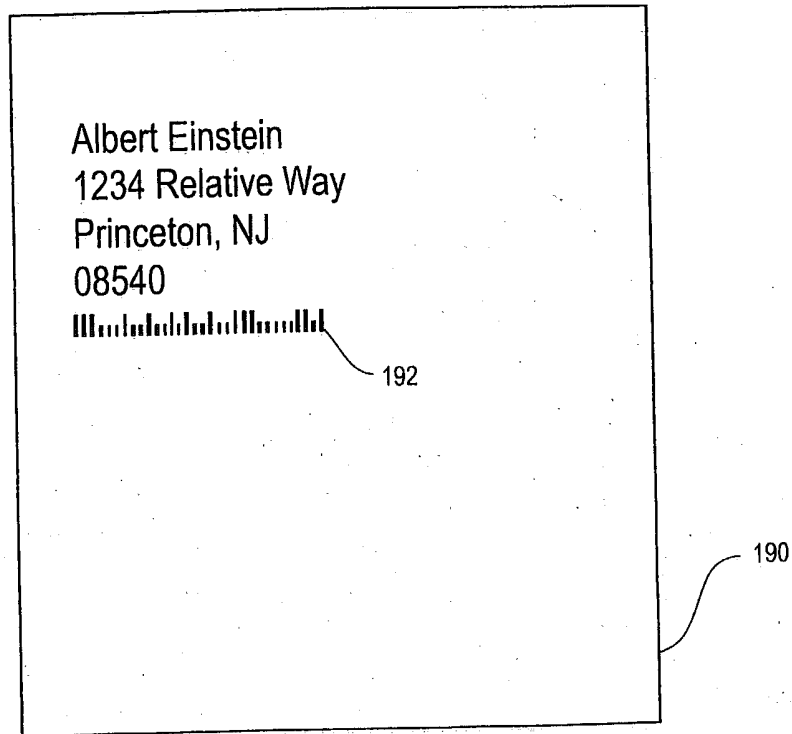 Albert Einstein
1234 Relative Way
Princeton, NJ
08540
192
190